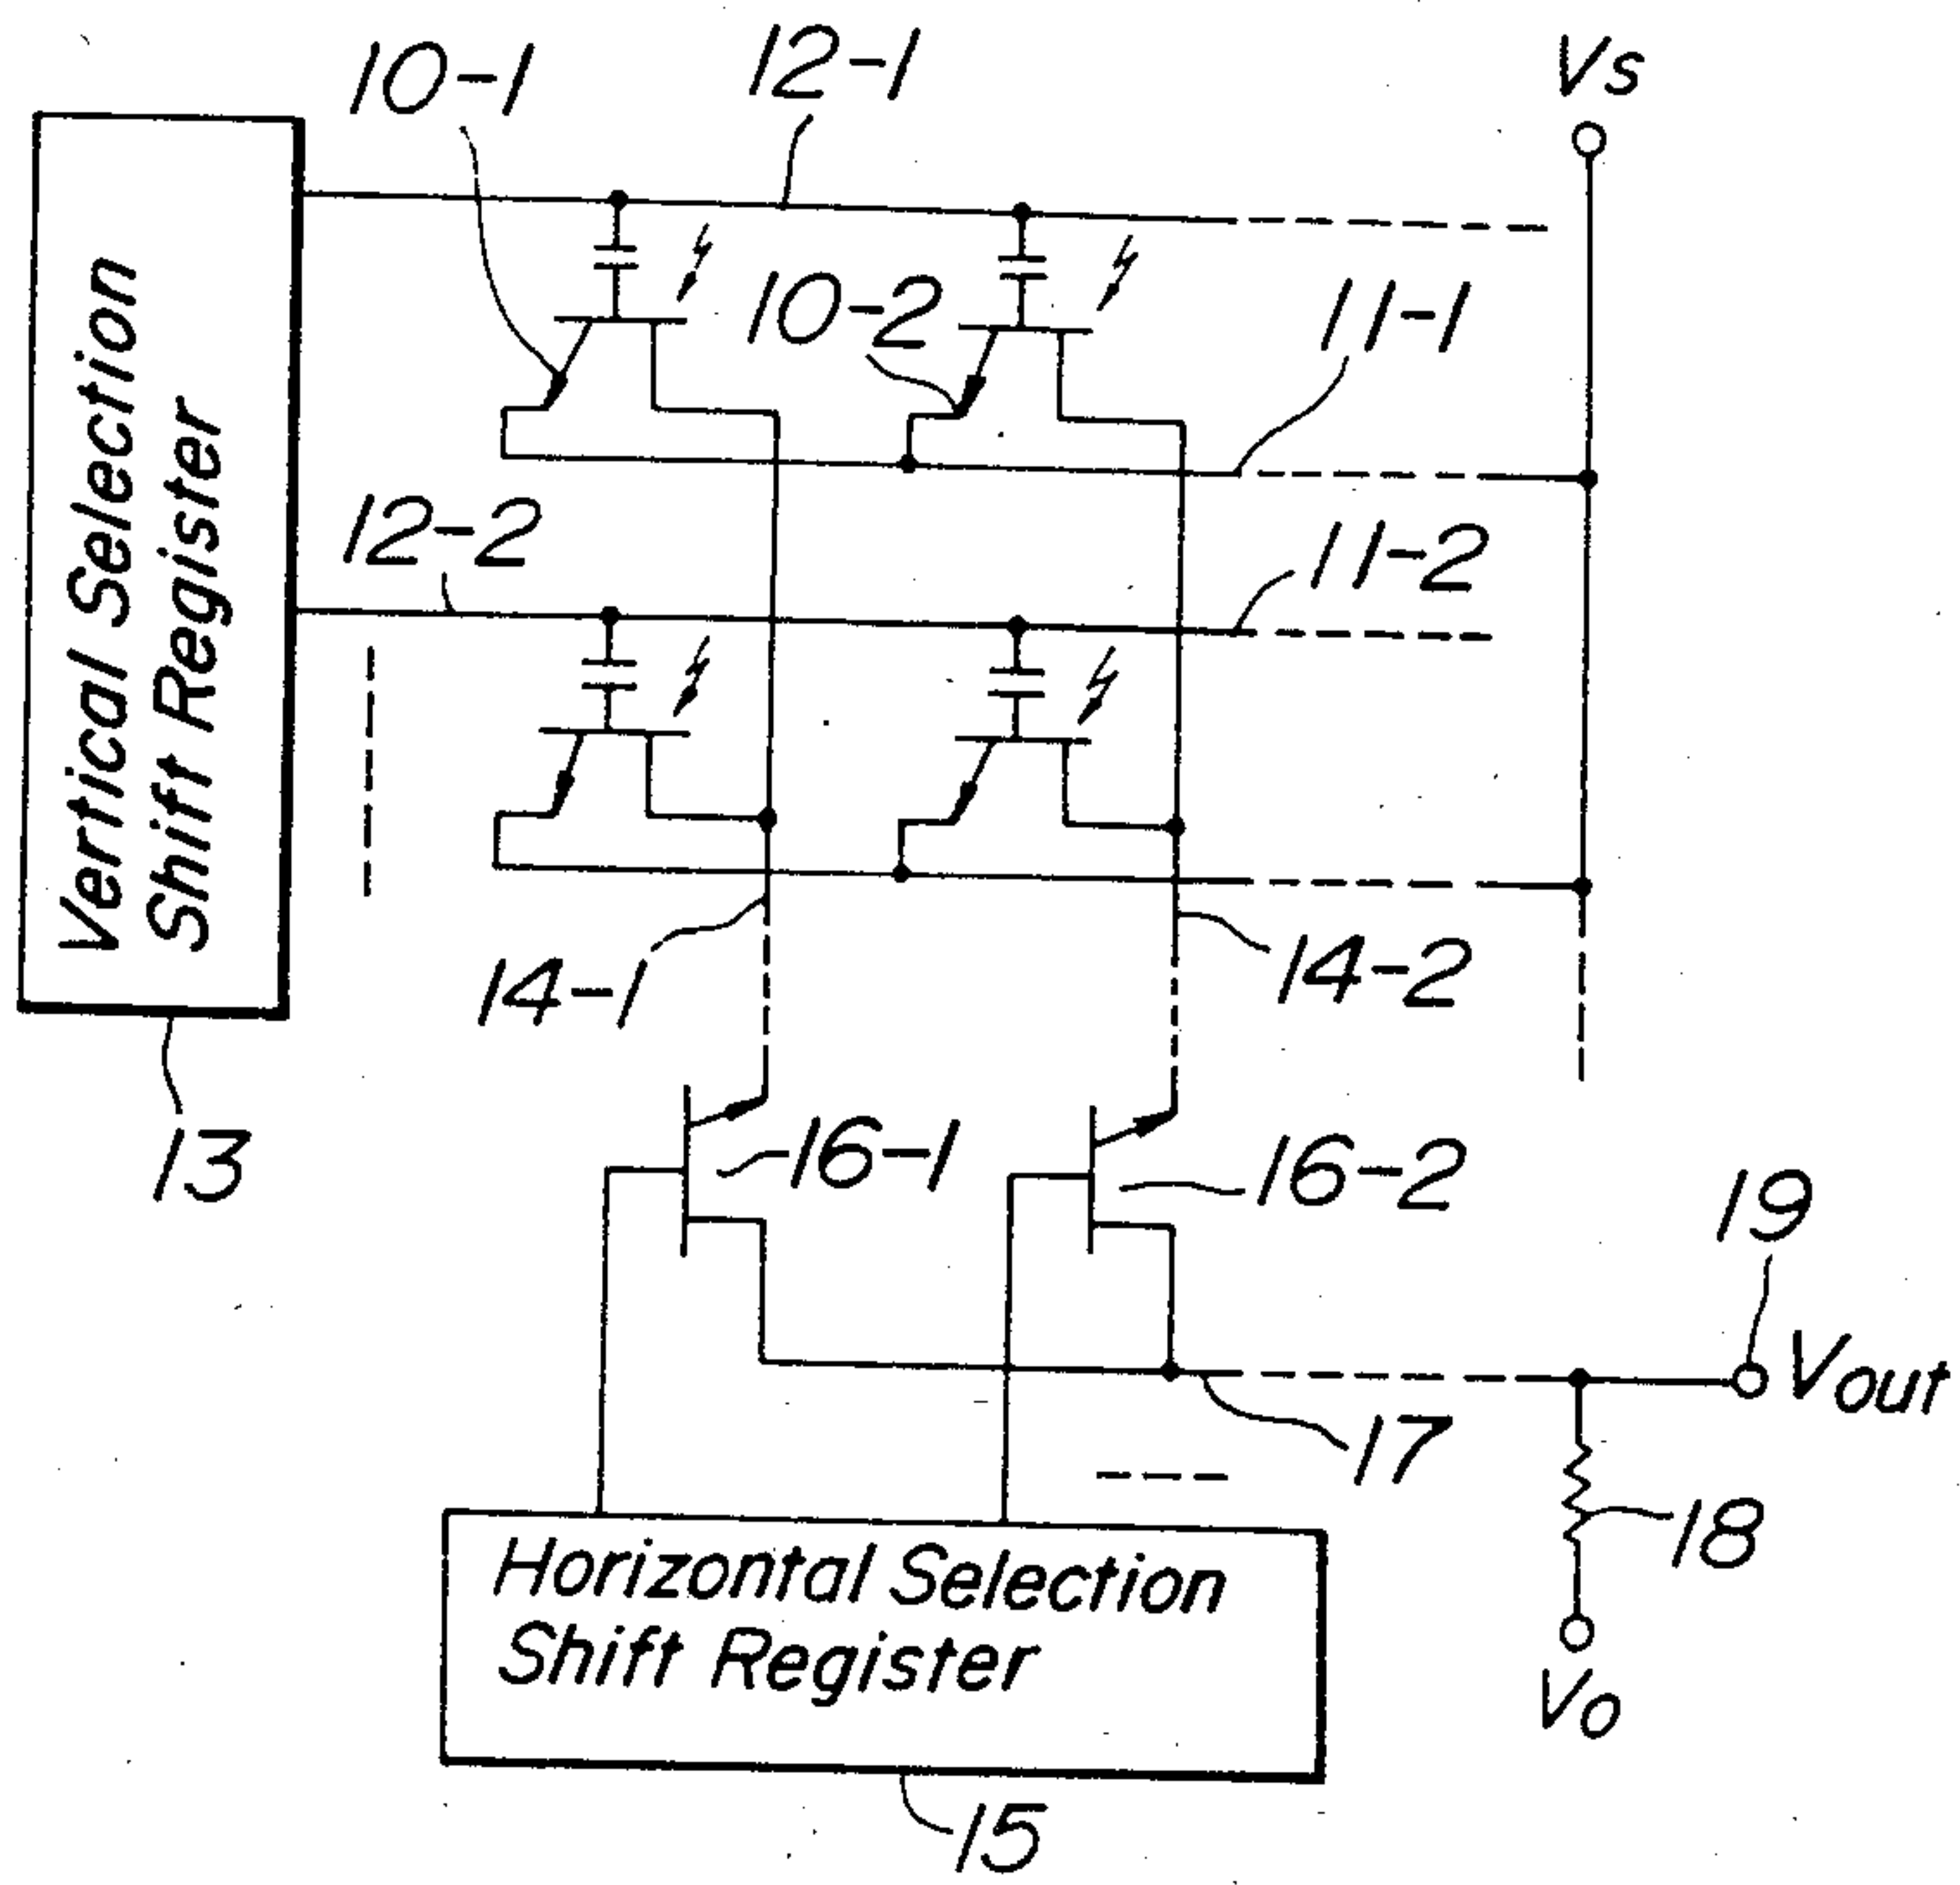 10-1
12-1
Vs
Vertical Selection
Shift Register
10-2
11-1
12-2
11-2
14-1
14-2
13
16-1
16-2
19
Vout
17
18
Horizontal Selection
Shift Register
Vo
15